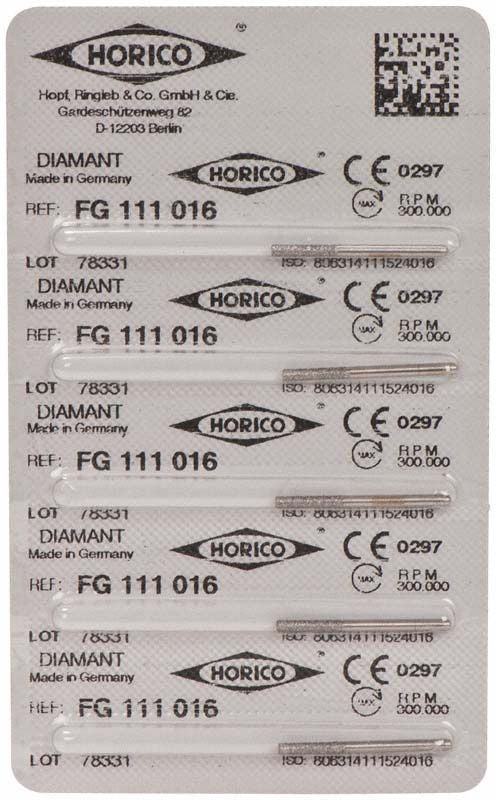 HORICO ®
Hopf, Ringleb & Co. GmbH & Cie.
Gardeschützenweg 82
D-12203 Berlin
DIAMANT
Made in Germany
HORICO ®
CE 0297
REF: FG 111 016
MAX RPM
300.000
LOT 78331 ISO: 806314111524016
DIAMANT
Made in Germany
HORICO ®
CE 0297
REF: FG 111 016
MAX RPM
300.000
LOT 78331 ISO: 806314111524016
DIAMANT
Made in Germany
HORICO ®
CE 0297
REF: FG 111 016
MAX RPM
300.000
LOT 78331 ISO: 806314111524016
DIAMANT
Made in Germany
HORICO ®
CE 0297
REF: FG 111 016
MAX RPM
300.000
LOT 78331 ISO: 806314111524016
DIAMANT
Made in Germany
HORICO ®
CE 0297
REF: FG 111 016
MAX RPM
300.000
LOT 78331 ISO: 806314111524016